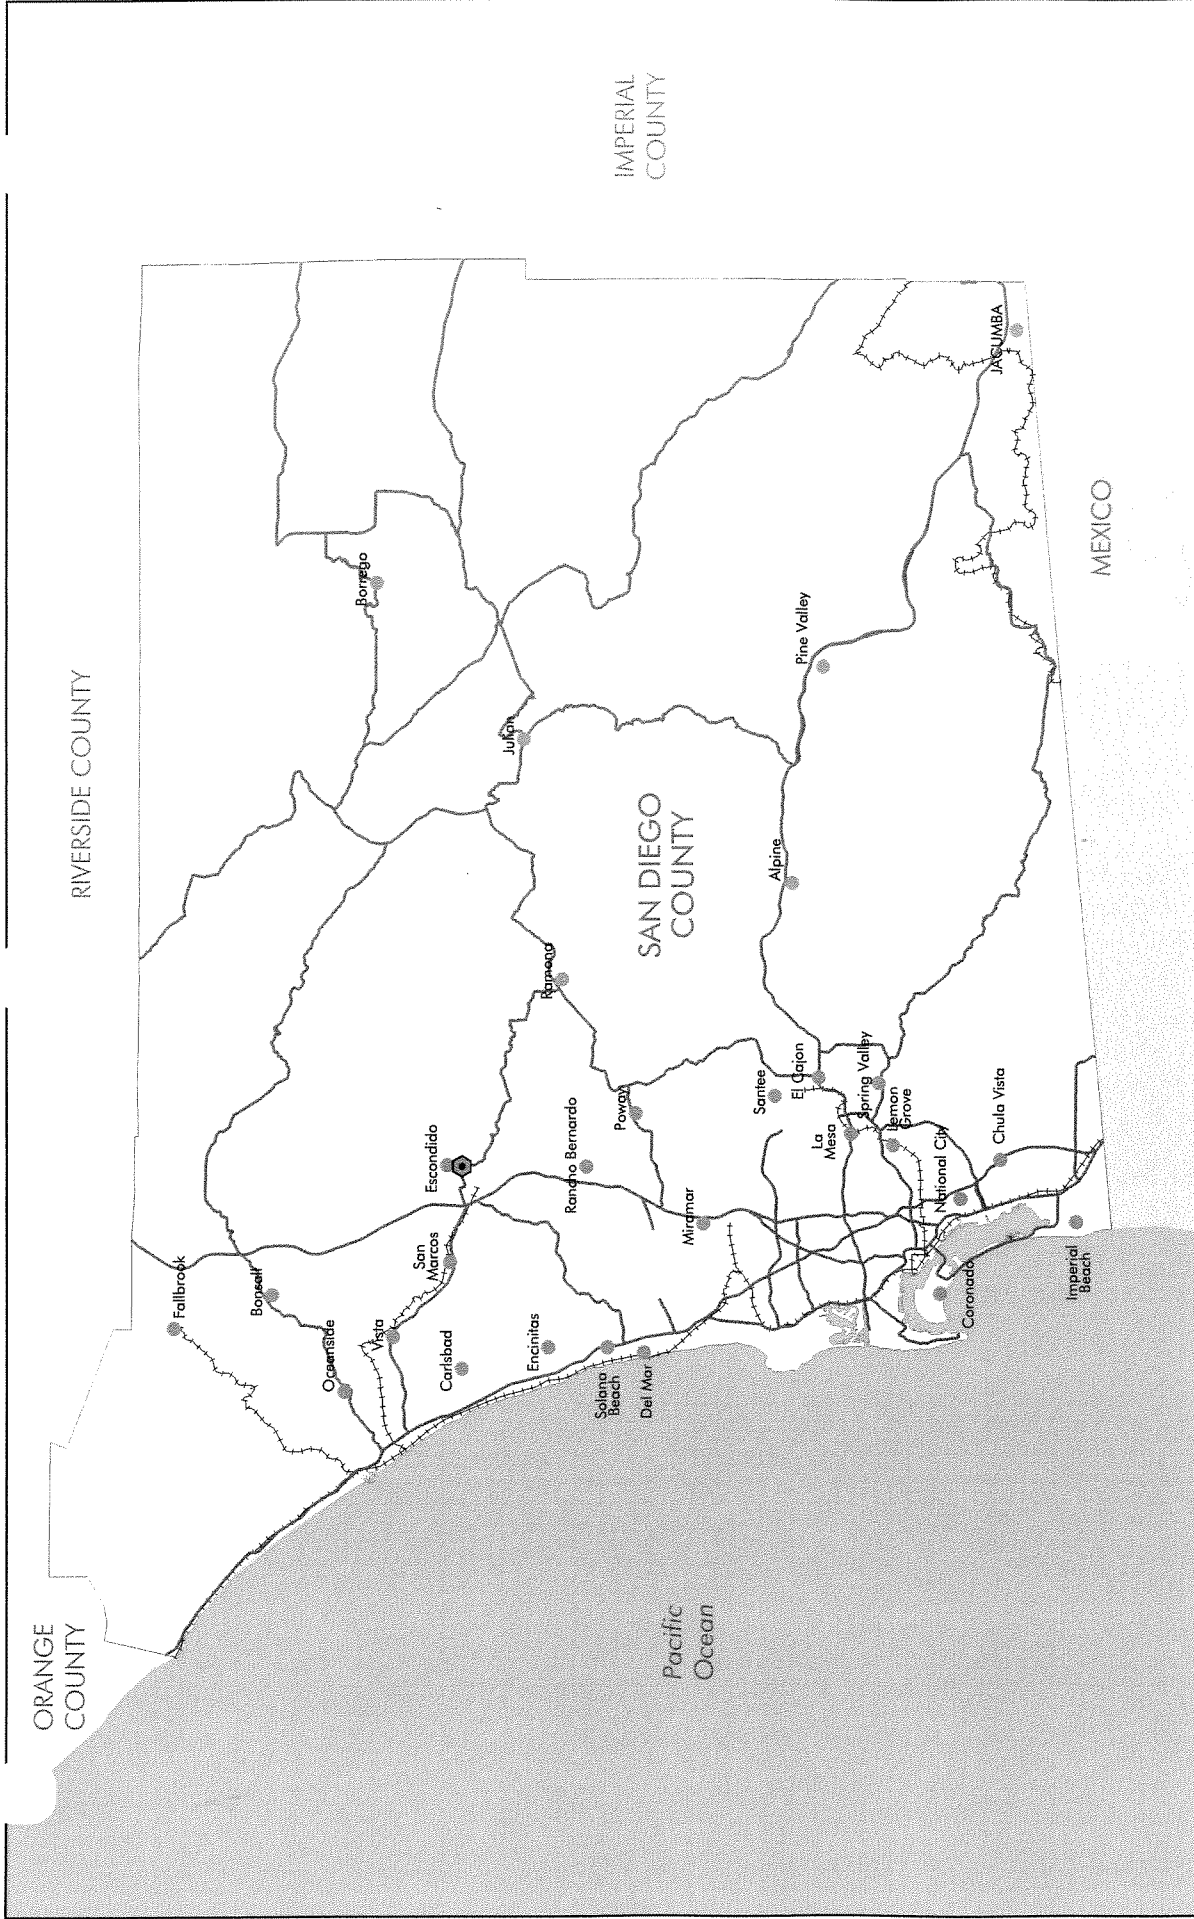 ORANGE
COUNTY
RIVERSIDE COUNTY
IMPERIAL
COUNTY
Fallbrook
Bonsall
Borrego
Oceanside
Vista
San
Marcos
Escondido
Carlsbad
Julian
Encinitas
Ramona
Rancho Bernardo
Solana
Beach
Del Mar
Poway
SAN DIEGO
COUNTY
Pacific
Ocean
Miramar
Santee
Alpine
Pine Valley
El Cajon
La
Mesa
Spring Valley
Lemon
Grove
National City
Coronado
Chula Vista
JACUMBA
Imperial
Beach
MEXICO